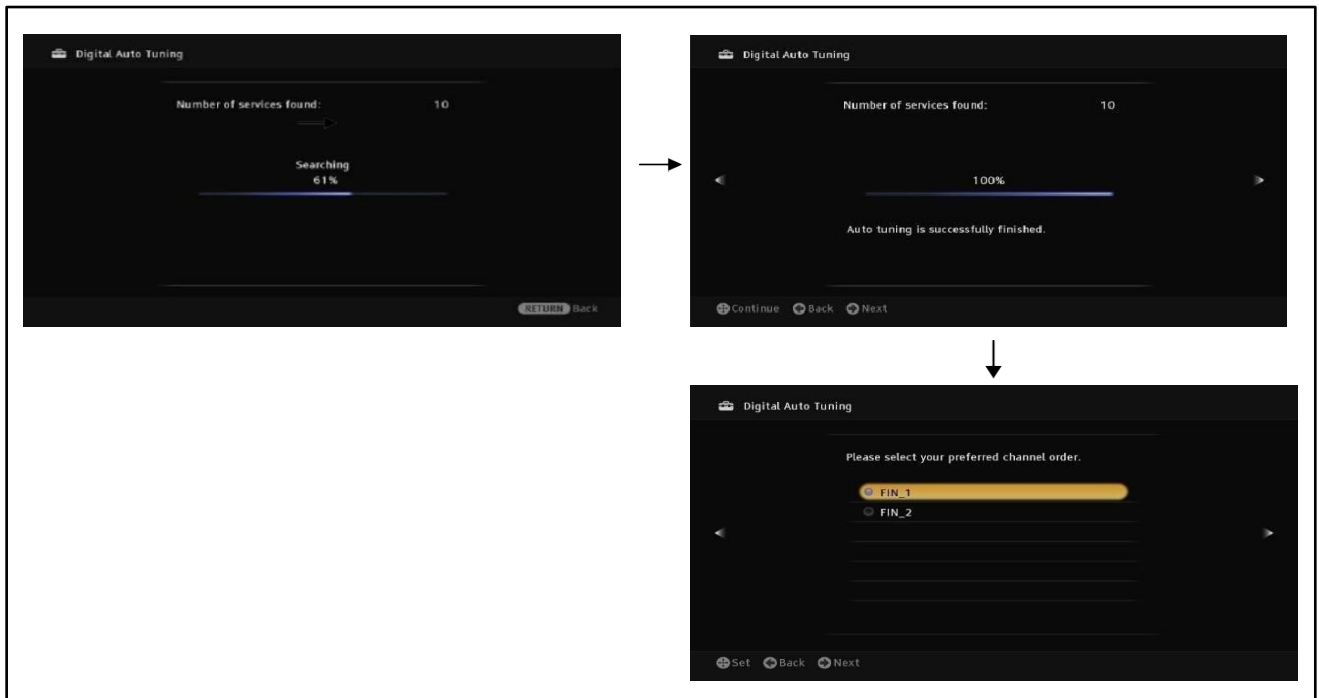 Digital Auto Tuning
Number of services found: 10
Searching
61%
RETURN Back
Digital Auto Tuning
Number of services found: 10
100%
Auto tuning is successfully finished.
Continue Back Next
Digital Auto Tuning
Please select your preferred channel order.
FIN_1
FIN_2
Set Back Next